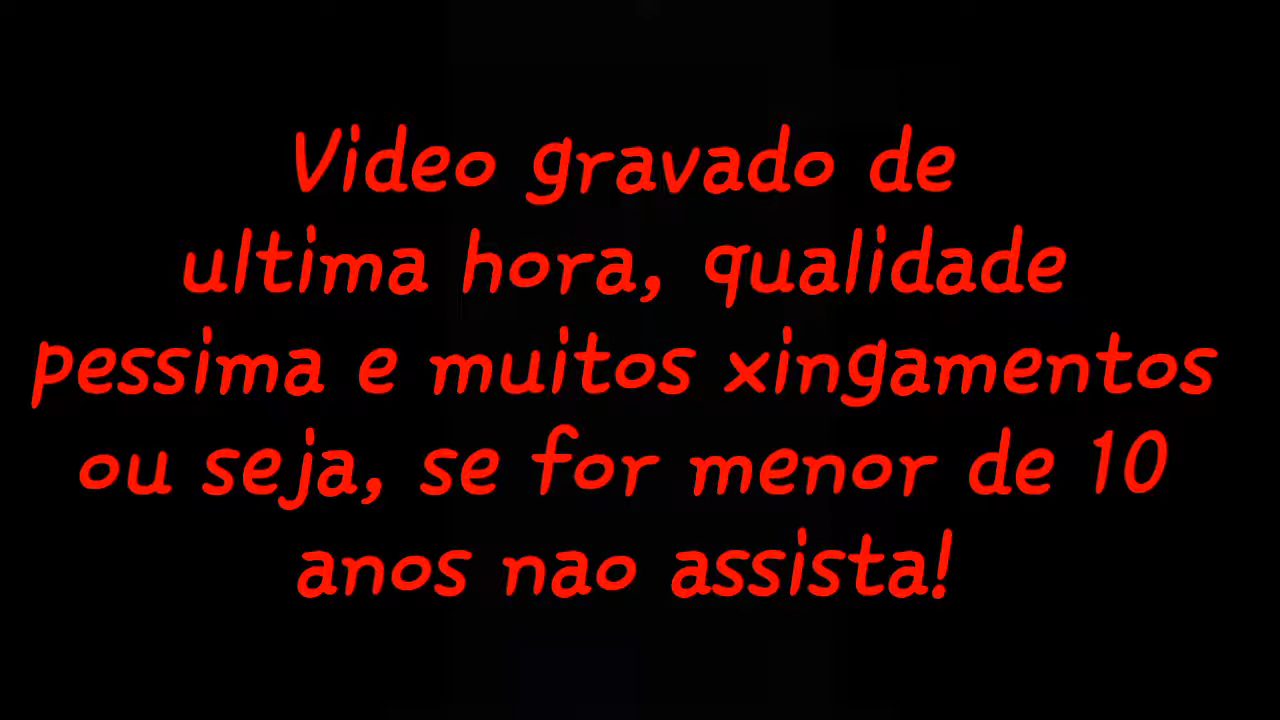 Video gravado de
ultima hora, qualidade
pessima e muitos xingamentos
ou seja, se for menor de 10
anos nao assista!